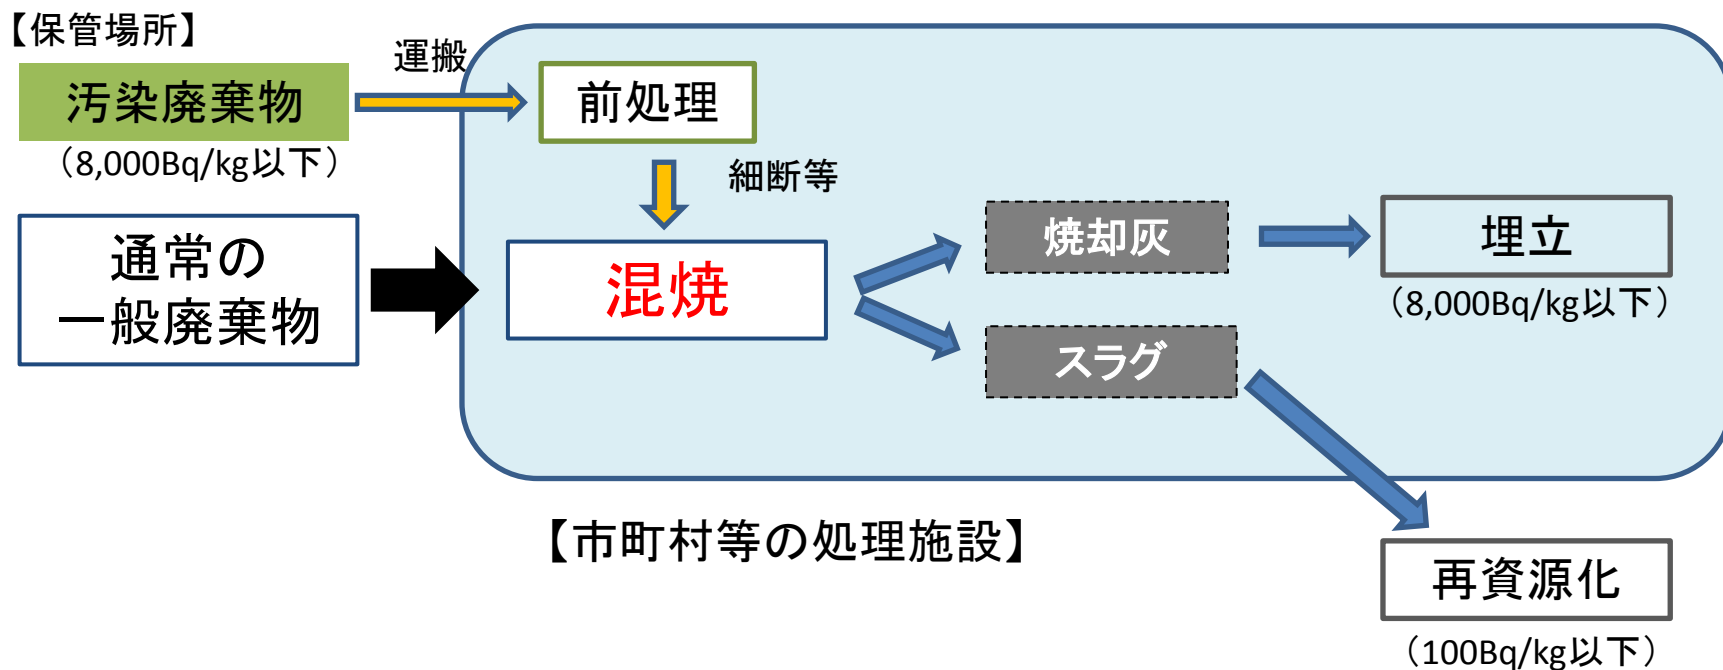 【保管場所】
汚染廃棄物
（8,000Bq/kg以下）
運搬
前処理
細断等
通常の
一般廃棄物
混焼
焼却灰
スラグ
埋立
（8,000Bq/kg以下）
【市町村等の処理施設】
再資源化
（100Bq/kg以下）